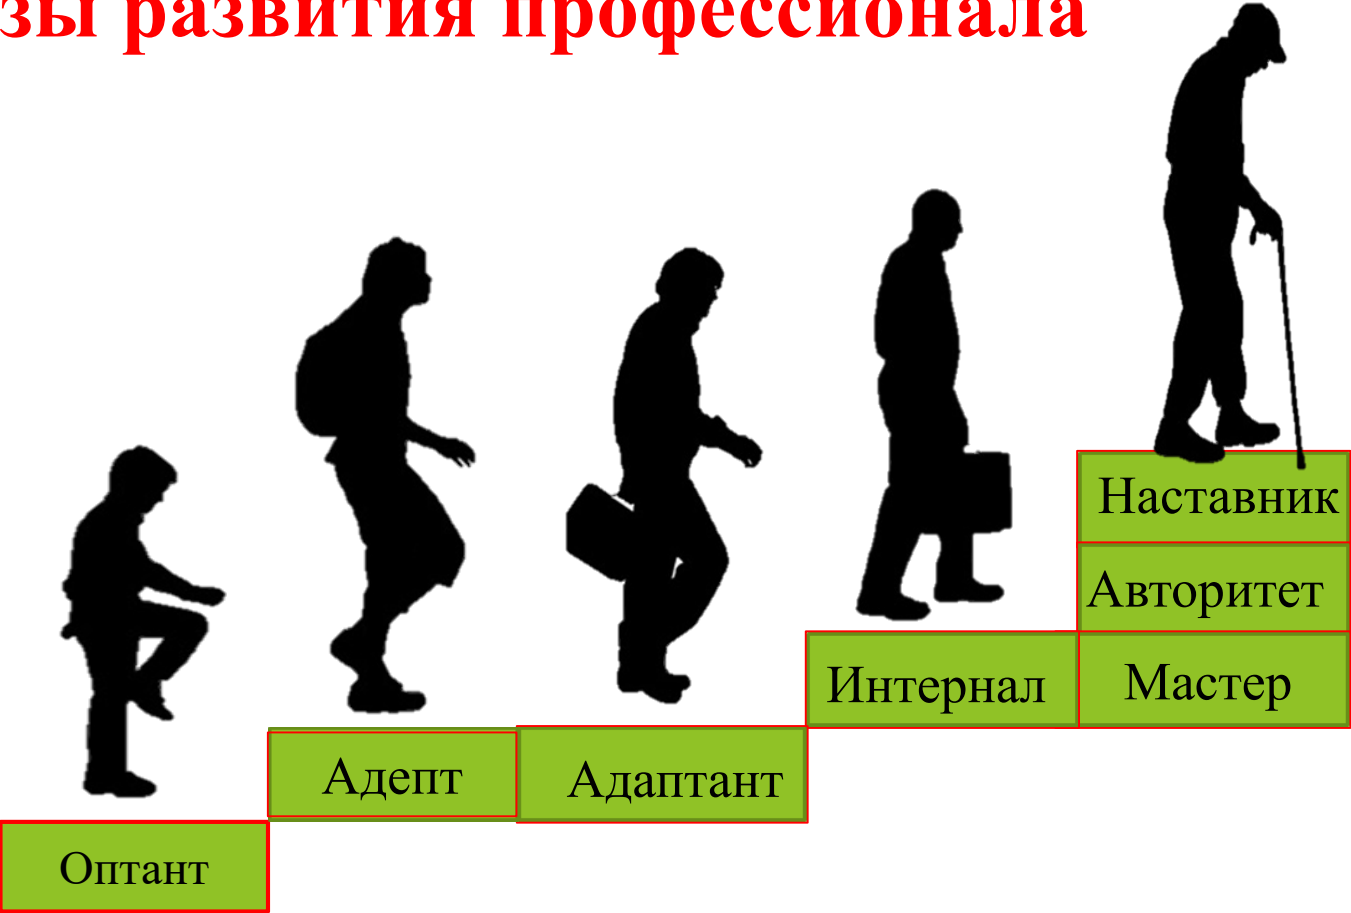 зы развития профессионала
Наставник
Авторитет
Интернал
Мастер
Адепт
Адаптант
Оптант